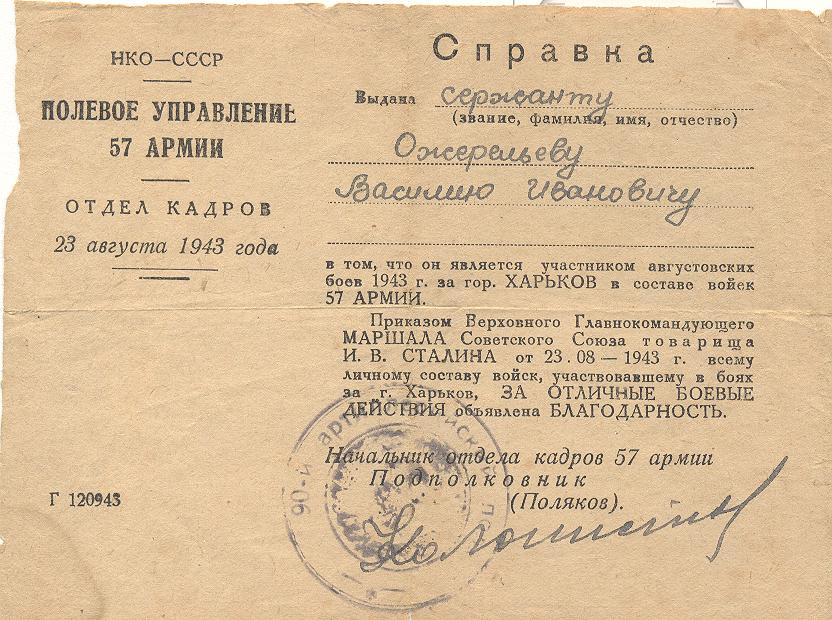 НКО—СССР
ПОЛЕВОЕ УПРАВЛЕНИЕ
57 АРМИИ
ОТДЕЛ КАДРОВ
23 августа 1943 года
Г 120943
Справка
Выдана сержанту
(звание, фамилия, имя, отчество)
Ожерельеву
Василию Ивановичу
в том, что он является участником августовских
боев 1943 г. за гор. ХАРЬКОВ в составе войск
57 АРМИИ.
Приказом Верховного Главнокомандующего
МАРШАЛА Советского Союза товарища
И. В. СТАЛИНА от 23.08—1943 г. всему
личному составу войск, участвовавшему в боях
за г. Харьков, ЗА ОТЛИЧНЫЕ БОЕВЫЕ
ДЕЙСТВИЯ объявлена БЛАГОДАРНОСТЬ.
Начальник отдела кадров 57 армии
Подполковник
(Поляков).
90-й